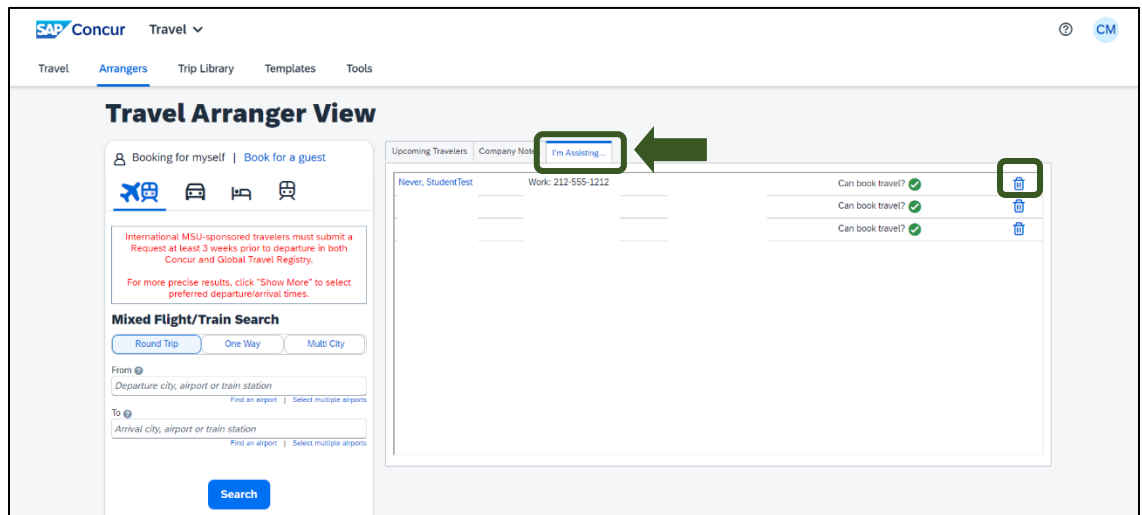 SAP Concur Travel
CM
Travel Arrangers Trip Library Templates Tools
Travel Arranger View
Booking for myself | Book for a guest
Upcoming Travelers Company I'm Assisting...
Never, StudentTest Work: 212-555-1212 Can book travel?
Can book travel?
Can book travel?
International MSU-sponsored travelers must submit a
Request at least 3 weeks prior to departure in both
Concur and Global Travel Registry.
For more precise results, click "Show More" to select
preferred departure/arrival times.
Mixed Flight/Train Search
Round Trip One Way Multi City
From
Departure city, airport or train station
Find an airport | Select multiple airports
To
Arrival city, airport or train station
Find an airport | Select multiple airports
Search